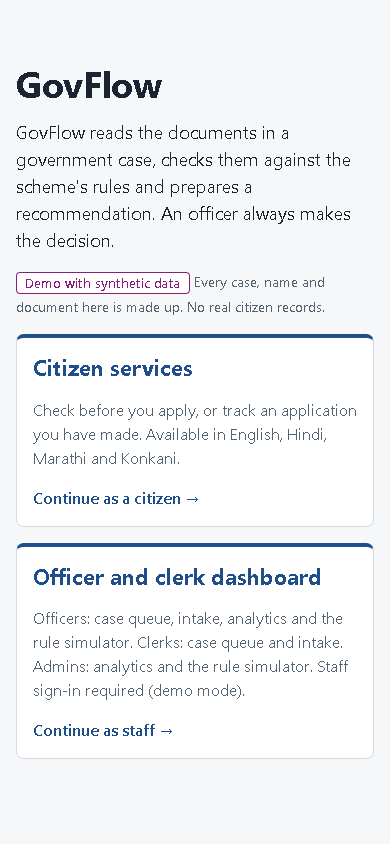 GovFlow
GovFlow reads the documents in a
government case, checks them against the
scheme's rules and prepares a
recommendation. An officer always makes
the decision.
Demo with synthetic data Every case, name and
document here is made up. No real citizen records.
Citizen services
Check before you apply, or track an application
you have made. Available in English, Hindi,
Marathi and Konkani.
Continue as a citizen →
Officer and clerk dashboard
Officers: case queue, intake, analytics and the
rule simulator. Clerks: case queue and intake.
Admins: analytics and the rule simulator. Staff
sign-in required (demo mode).
Continue as staff →